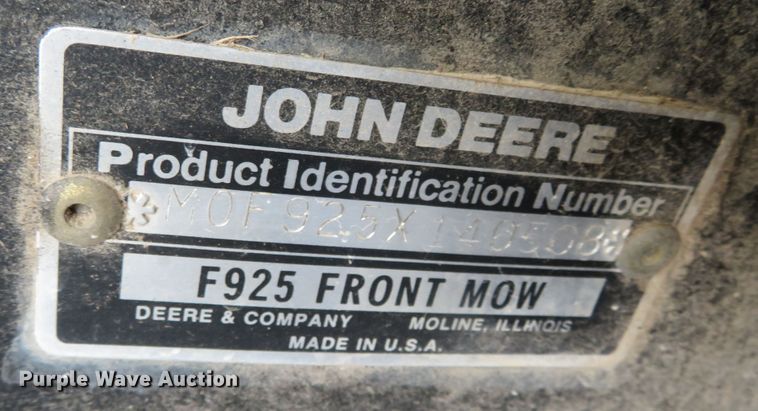 JOHN DEERE
Product Identification Number
*M0F925X140508*
F925 FRONT MOW
DEERE & COMPANY MOLINE, ILLINOIS
MADE IN U.S.A.
Purple Wave Auction